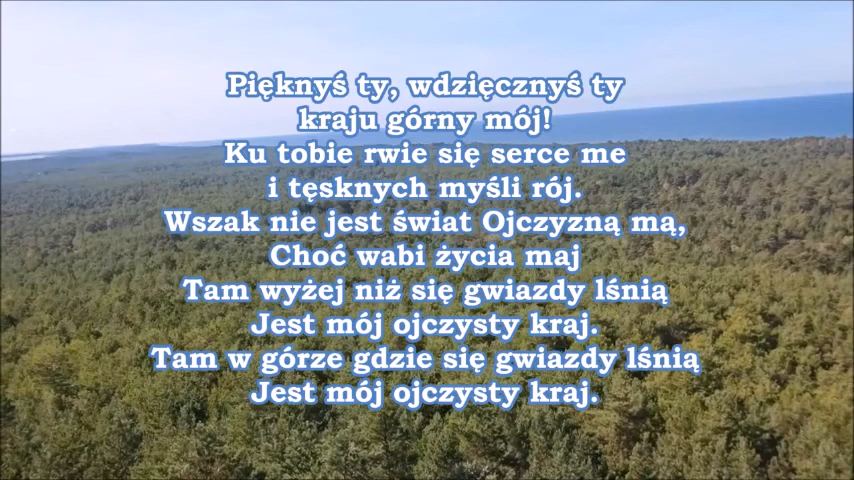 Pięknyś ty, wdzięcznyś ty
kraju górny mój!
Ku tobie rwie się serce me
i tęsknych myśli rój.
Wszak nie jest świat Ojczyzną mą,
Choć wabi życia maj
Tam wyżej niż się gwiazdy lśnią
Jest mój ojczysty kraj.
Tam w górze gdzie się gwiazdy lśnią
Jest mój ojczysty kraj.